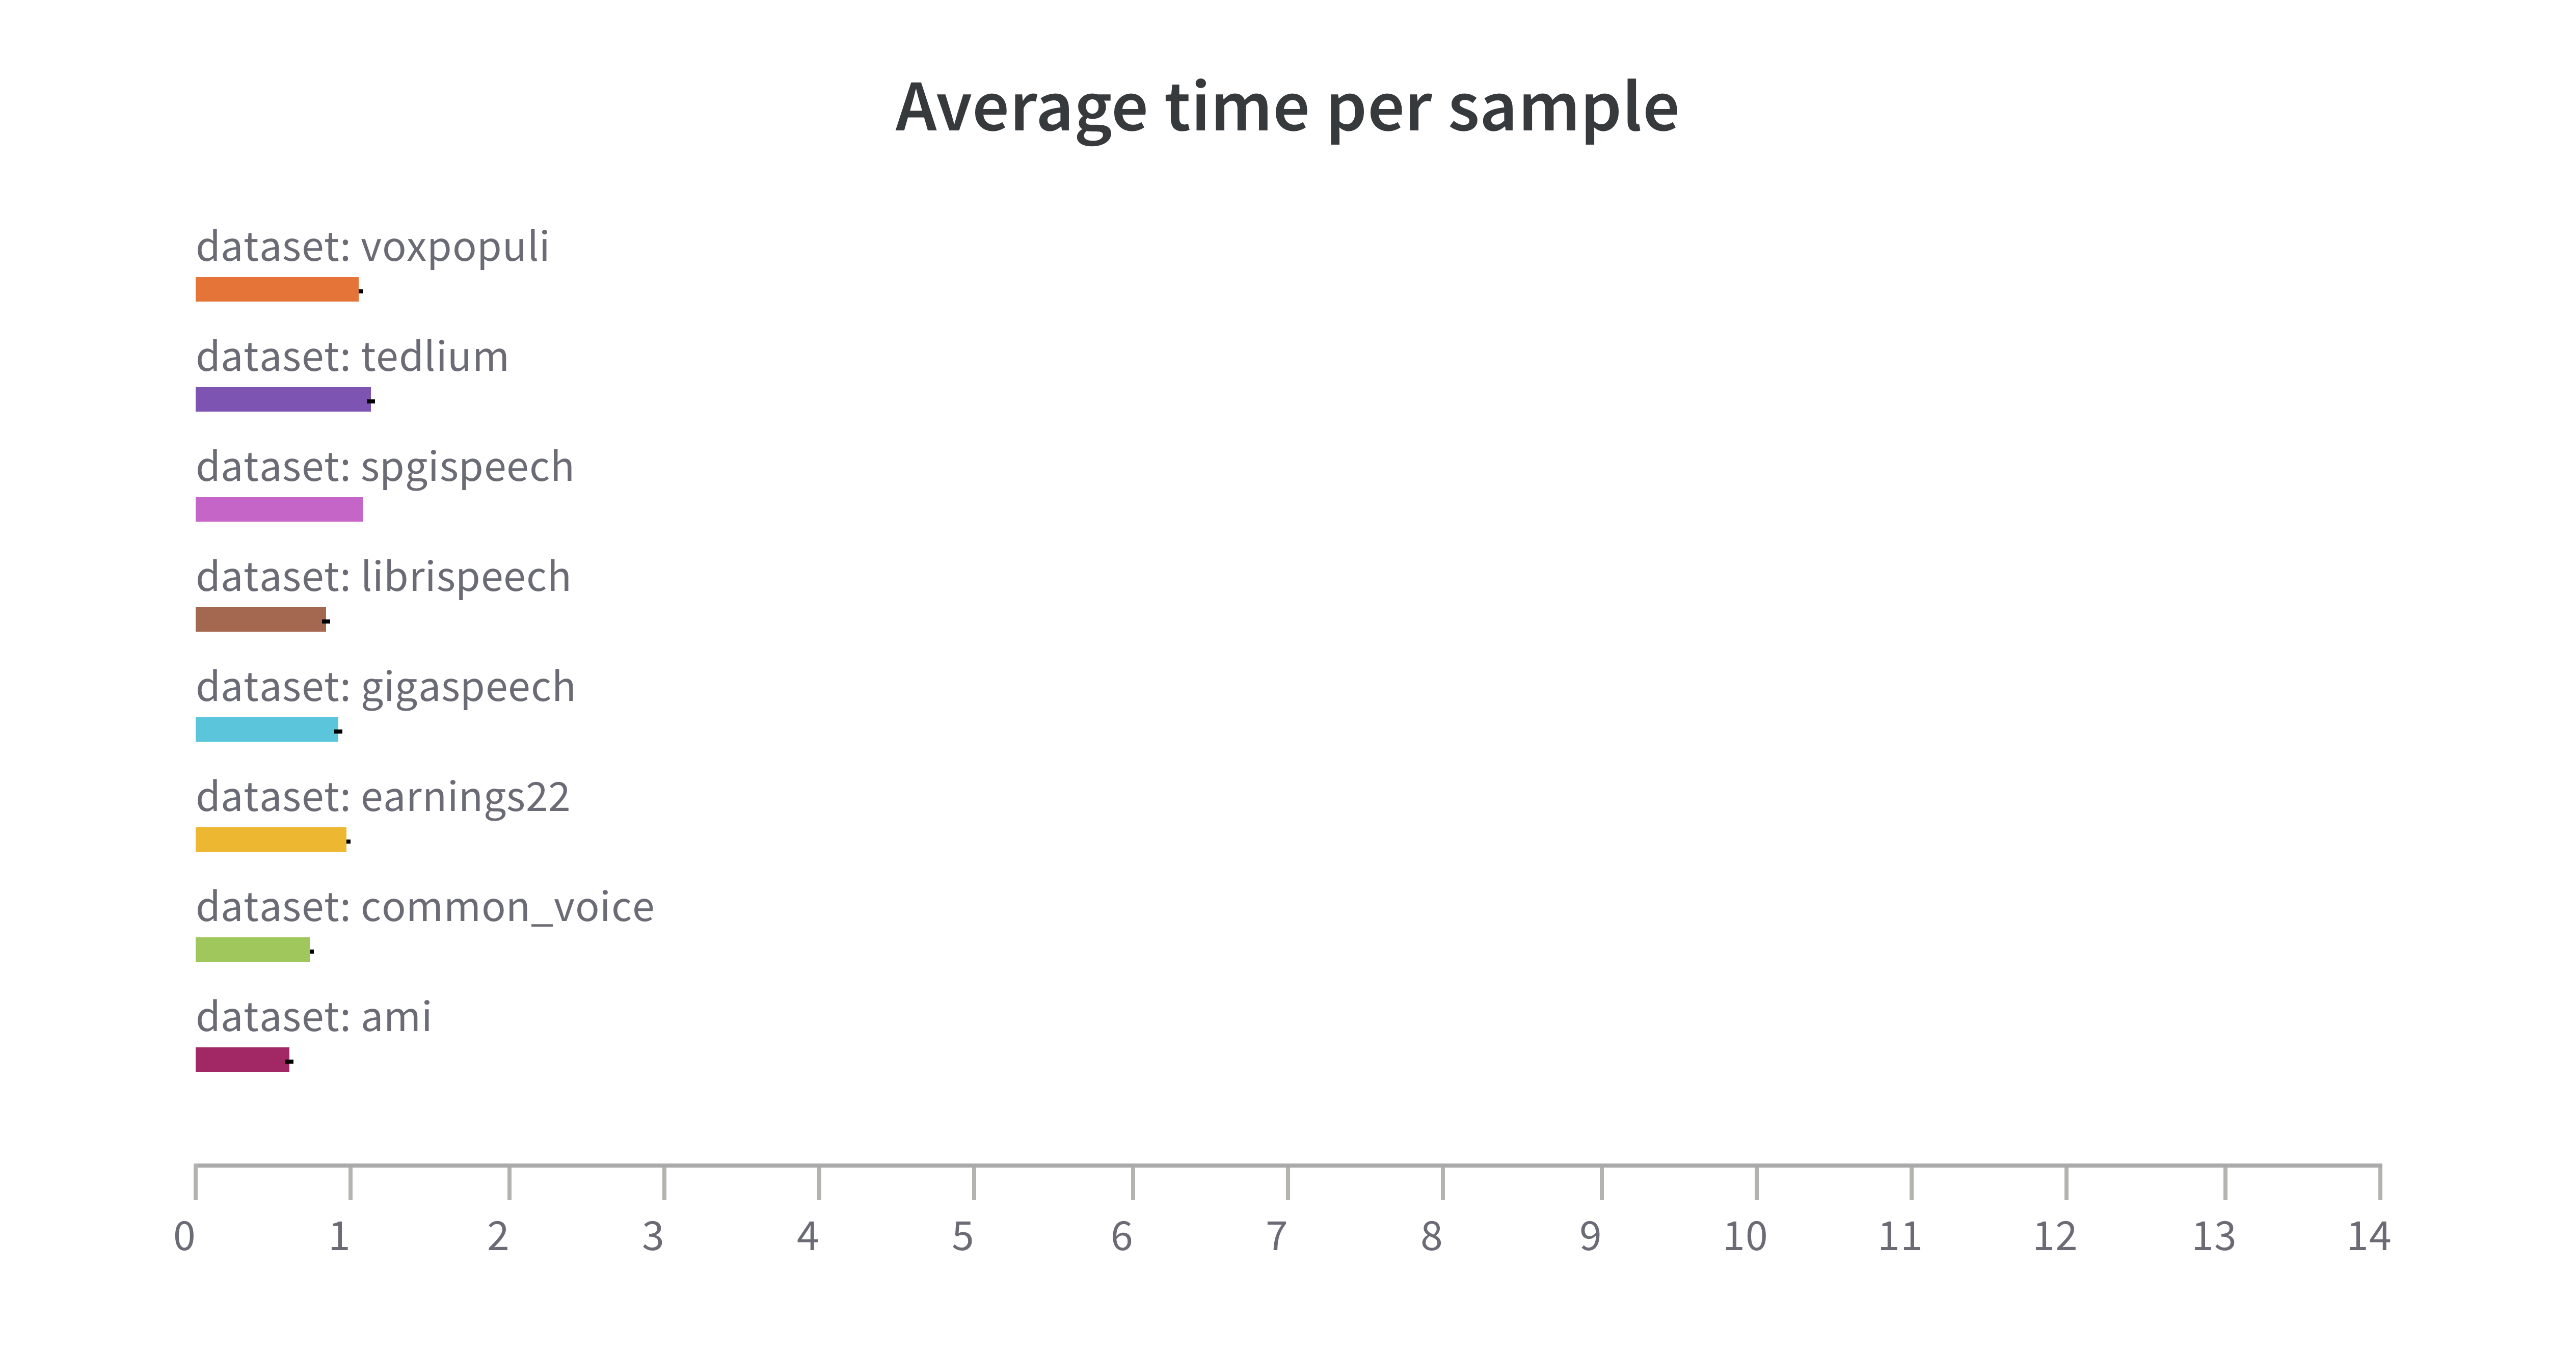 Average time per sample
dataset: voxpopuli
dataset: tedlium
dataset: spgispeech
dataset: librispeech
dataset: gigaspeech
dataset: earnings22
dataset: common_voice
dataset: ami
0 1 2 3 4 5 6 7 8 9 10 11 12 13 14